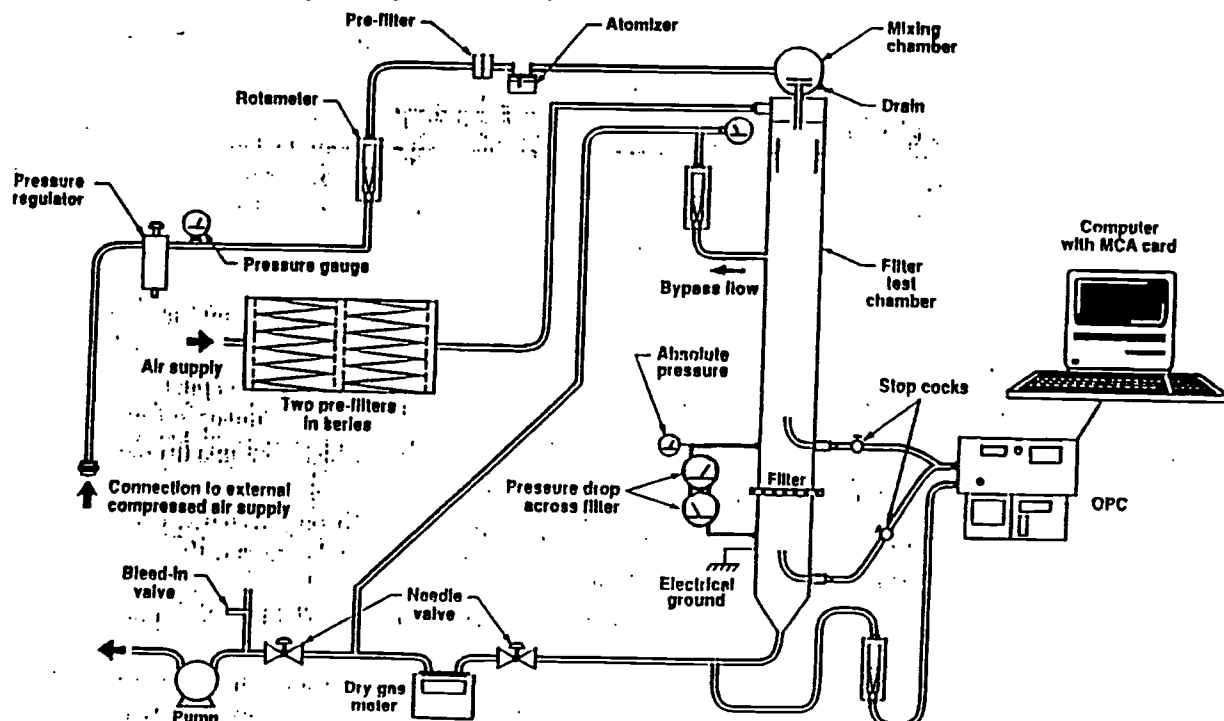 Pre-filter
Atomizer
Mixing
chamber
Rotameter
Drain
Pressure
regulator
Pressure gauge
Bypass flow
Filter
test
chamber
Computer
with MCA card
Air supply
Two pre-filters
in series
Absolute
pressure
Stop cocks
Connection to external
compressed air supply
Pressure drop
across filter
Filter
OPC
Electrical
ground
Bleed-in
valve
Needle
valve
Dry gas
meter
Pump